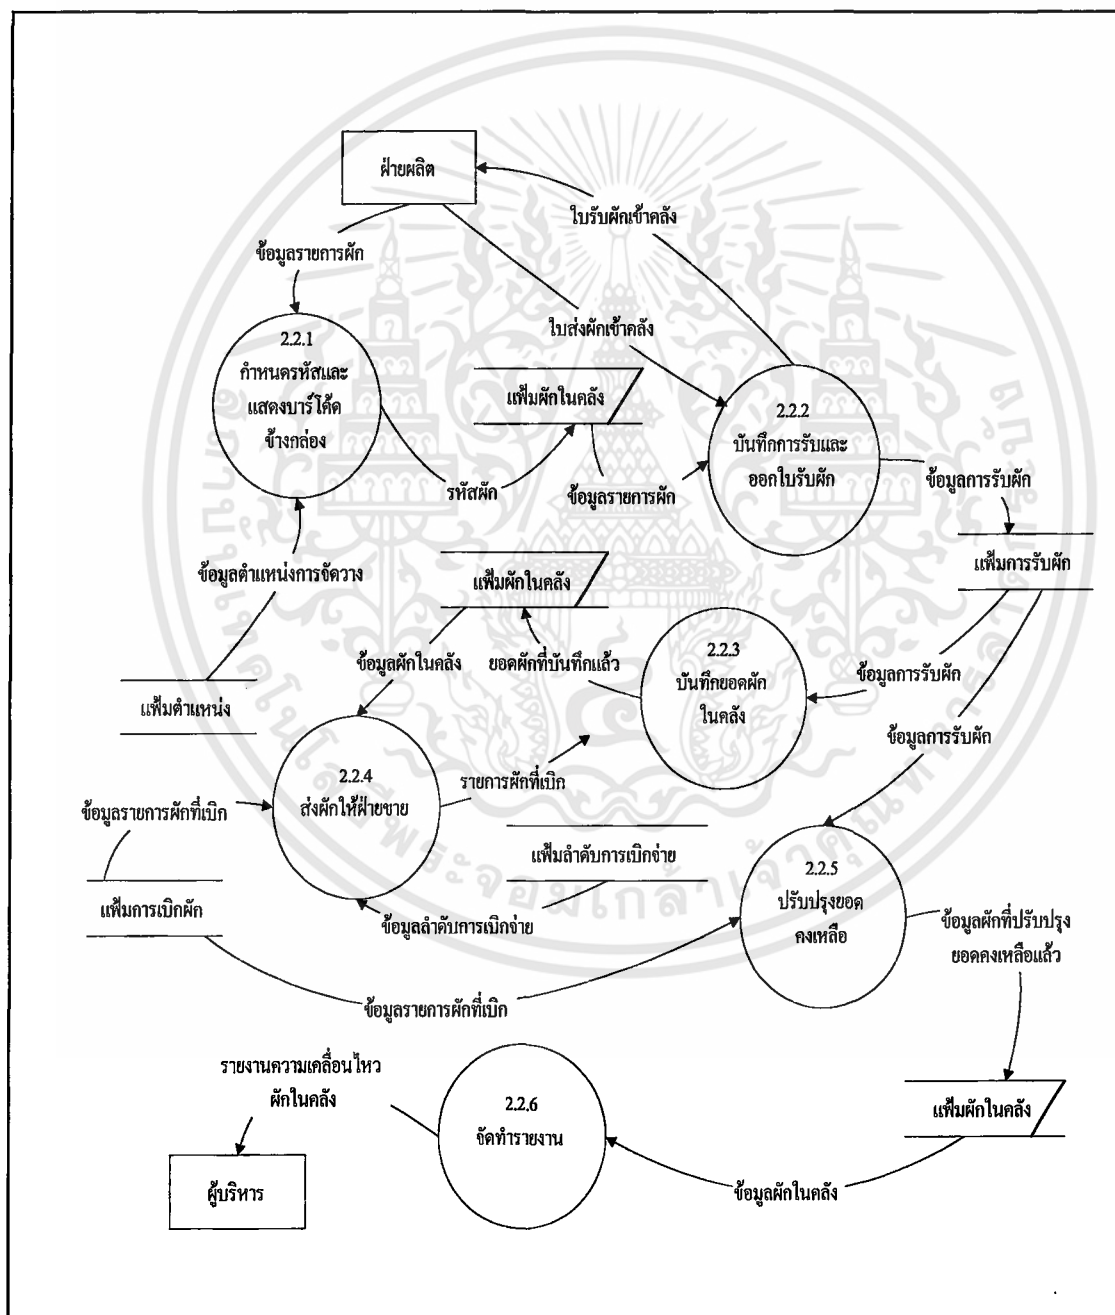 ฝ่ายผลิต
ใบรับผักเข้าคลัง
ข้อมูลรายการผัก
ใบส่งผักเข้าคลัง
2.2.1
กำหนดรหัสและ
แสดงบาร์โค้ด
ข้างกล่อง
แฟ้มผักในคลัง
2.2.2
บันทึกการรับและ
ออกใบรับผัก
รหัสผัก
ข้อมูลรายการผัก
ข้อมูลการรับผัก
แฟ้มการรับผัก
ข้อมูลตำแหน่งการจัดวาง
แฟ้มผักในคลัง
2.2.3
บันทึกยอดผัก
ในคลัง
ข้อมูลผักในคลัง
ยอดผักที่บันทึกแล้ว
ข้อมูลการรับผัก
แฟ้มตำแหน่ง
ข้อมูลการรับผัก
2.2.4
ส่งผักให้ฝ่ายขาย
รายการผักที่เบิก
ข้อมูลรายการผักที่เบิก
แฟ้มลำดับการเบิกจ่าย
2.2.5
ปรับปรุงยอด
คงเหลือ
แฟ้มการเบิกผัก
ข้อมูลลำดับการเบิกจ่าย
ข้อมูลผักที่ปรับปรุง
ยอดคงเหลือแล้ว
ข้อมูลรายการผักที่เบิก
รายงานความเคลื่อนไหว
ผักในคลัง
2.2.6
จัดทำรายงาน
แฟ้มผักในคลัง
ผู้บริหาร
ข้อมูลผักในคลัง